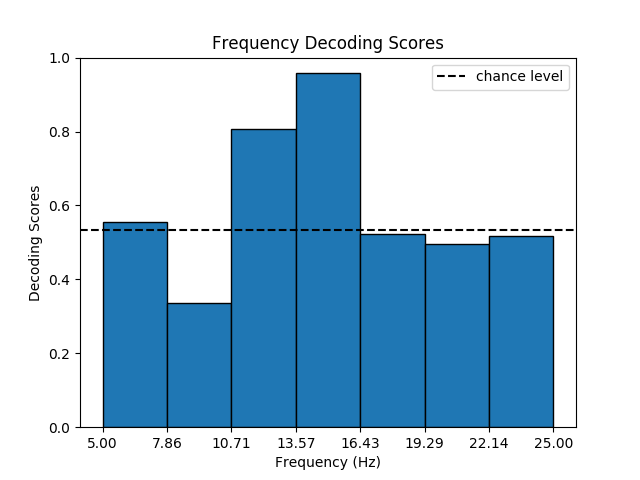 Frequency Decoding Scores
chance level
1.0
0.8
0.6
0.4
0.2
0.0
Decoding Scores
5.00 7.86 10.71 13.57 16.43 19.29 22.14 25.00
Frequency (Hz)